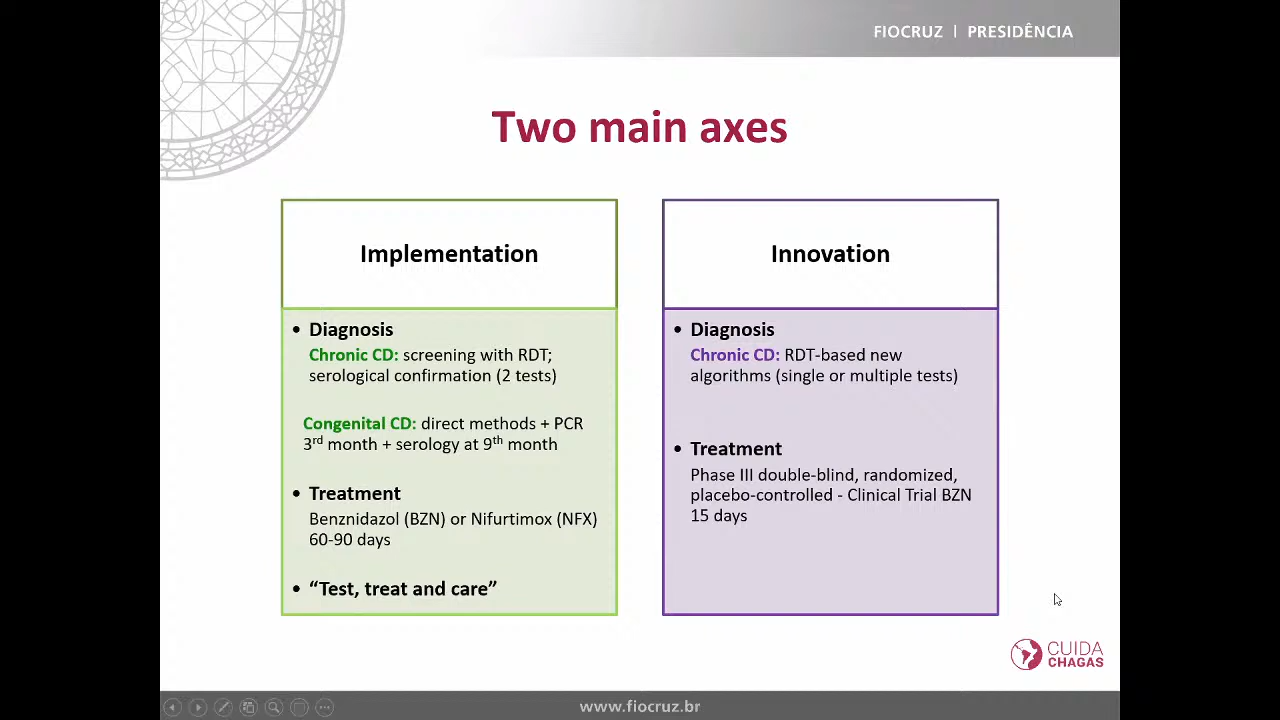 FIOCRUZ | PRESIDÊNCIA
Two main axes
Implementation
• Diagnosis
Chronic CD: screening with RDT;
serological confirmation (2 tests)
Congenital CD: direct methods + PCR
3rd month + serology at 9th month
• Treatment
Benznidazol (BZN) or Nifurtimox (NFX)
60-90 days
• “Test, treat and care”
Innovation
• Diagnosis
Chronic CD: RDT-based new
algorithms (single or multiple tests)
• Treatment
Phase III double-blind, randomized,
placebo-controlled - Clinical Trial BZN
15 days
CUIDA
CHAGAS
www.fiocruz.br